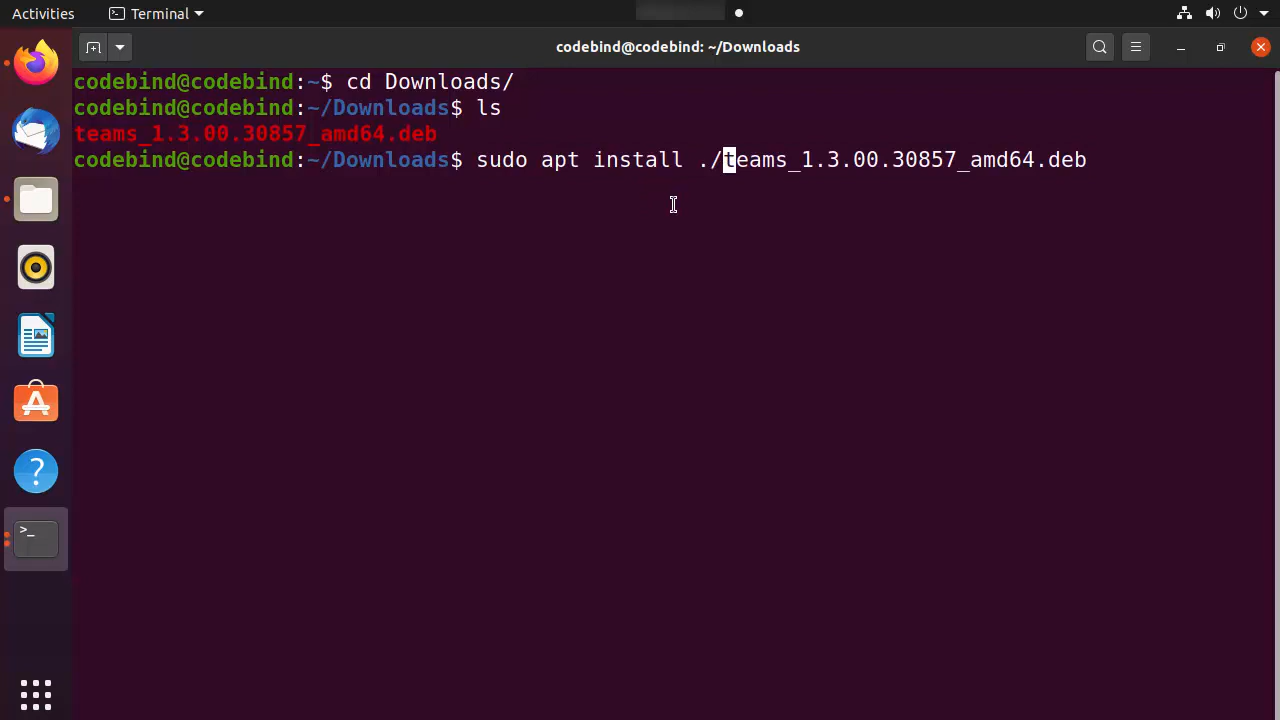 Activities
Terminal
codebind@codebind: ~/Downloads
codebind@codebind:~$ cd Downloads/
codebind@codebind:~/Downloads$ ls
teams_1.3.00.30857_amd64.deb
codebind@codebind:~/Downloads$ sudo apt install ./teams_1.3.00.30857_amd64.deb